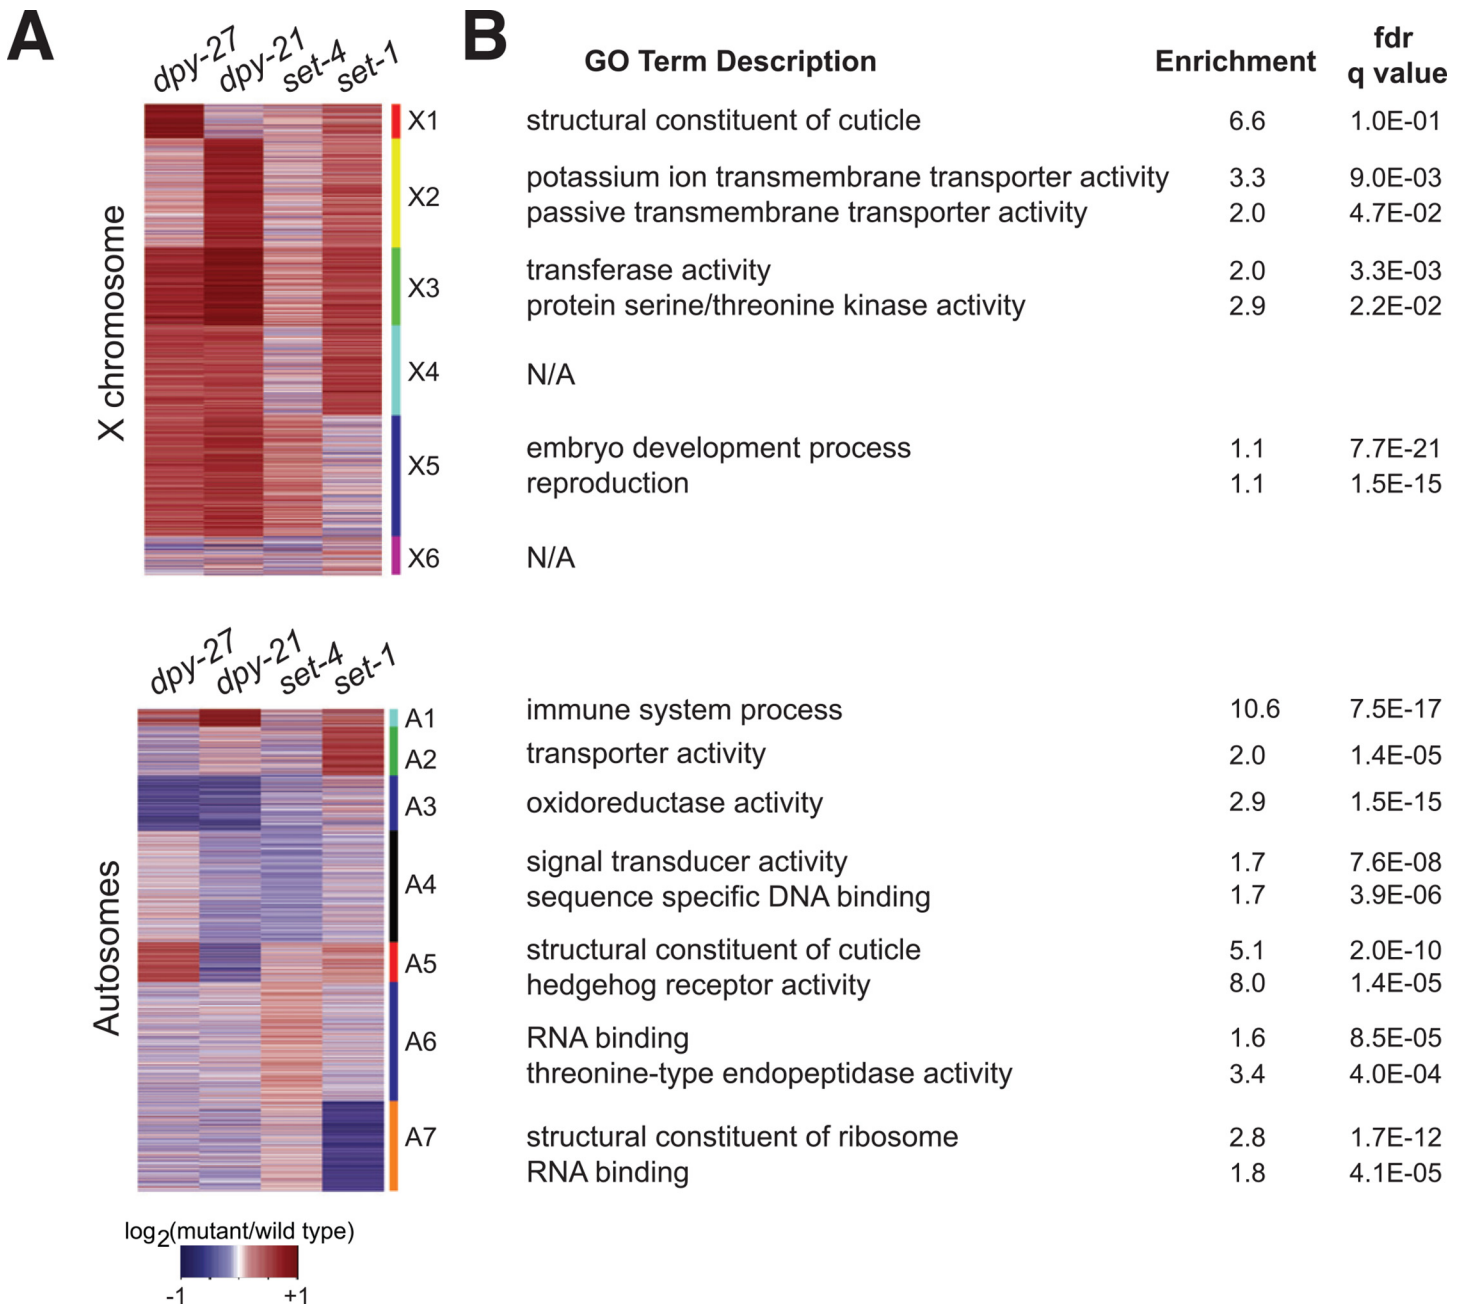 A
B
dpy-27 dpy-21 set-4 set-1
GO Term Description Enrichment fdr q value
X chromosome
X1
structural constituent of cuticle 6.6 1.0E-01
X2
potassium ion transmembrane transporter activity 3.3 9.0E-03
passive transmembrane transporter activity 2.0 4.7E-02
X3
transferase activity 2.0 3.3E-03
protein serine/threonine kinase activity 2.9 2.2E-02
X4
N/A
X5
embryo development process 1.1 7.7E-21
reproduction 1.1 1.5E-15
X6
N/A
dpy-27 dpy-21 set-4 set-1
Autosomes
A1
immune system process 10.6 7.5E-17
A2
transporter activity 2.0 1.4E-05
A3
oxidoreductase activity 2.9 1.5E-15
A4
signal transducer activity 1.7 7.6E-08
sequence specific DNA binding 1.7 3.9E-06
A5
structural constituent of cuticle 5.1 2.0E-10
hedgehog receptor activity 8.0 1.4E-05
A6
RNA binding 1.6 8.5E-05
threonine-type endopeptidase activity 3.4 4.0E-04
A7
structural constituent of ribosome 2.8 1.7E-12
RNA binding 1.8 4.1E-05
log2(mutant/wild type)
-1 +1